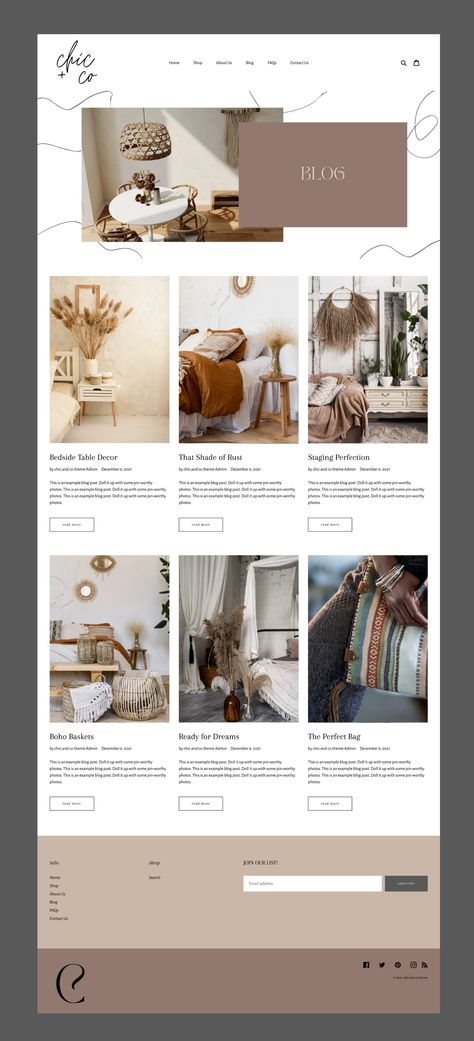 chic
+ co
Home Shop About Us Blog FAQs Contact Us
BLOG
Bedside Table Decor
by chic and co theme Admin December 9, 2021
This is an example blog post. Doll it up with some pin-worthy
photos. This is an example blog post. Doll it up with some pin-worthy
photos. This is an example blog post. Doll it up with some pin-worthy
photos.
read more
That Shade of Rust
by chic and co theme Admin December 9, 2021
This is an example blog post. Doll it up with some pin-worthy
photos. This is an example blog post. Doll it up with some pin-worthy
photos. This is an example blog post. Doll it up with some pin-worthy
photos.
read more
Staging Perfection
by chic and co theme Admin December 9, 2021
This is an example blog post. Doll it up with some pin-worthy
photos. This is an example blog post. Doll it up with some pin-worthy
photos. This is an example blog post. Doll it up with some pin-worthy
photos.
read more
Boho Baskets
by chic and co theme Admin December 9, 2021
This is an example blog post. Doll it up with some pin-worthy
photos. This is an example blog post. Doll it up with some pin-worthy
photos. This is an example blog post. Doll it up with some pin-worthy
photos.
read more
Ready for Dreams
by chic and co theme Admin December 9, 2021
This is an example blog post. Doll it up with some pin-worthy
photos. This is an example blog post. Doll it up with some pin-worthy
photos. This is an example blog post. Doll it up with some pin-worthy
photos.
read more
The Perfect Bag
by chic and co theme Admin December 9, 2021
This is an example blog post. Doll it up with some pin-worthy
photos. This is an example blog post. Doll it up with some pin-worthy
photos. This is an example blog post. Doll it up with some pin-worthy
photos.
read more
info
Home
Shop
About Us
Blog
FAQs
Contact Us
shop
Search
JOIN OUR LIST!
Email address
subscribe
© 2021, chic and co theme